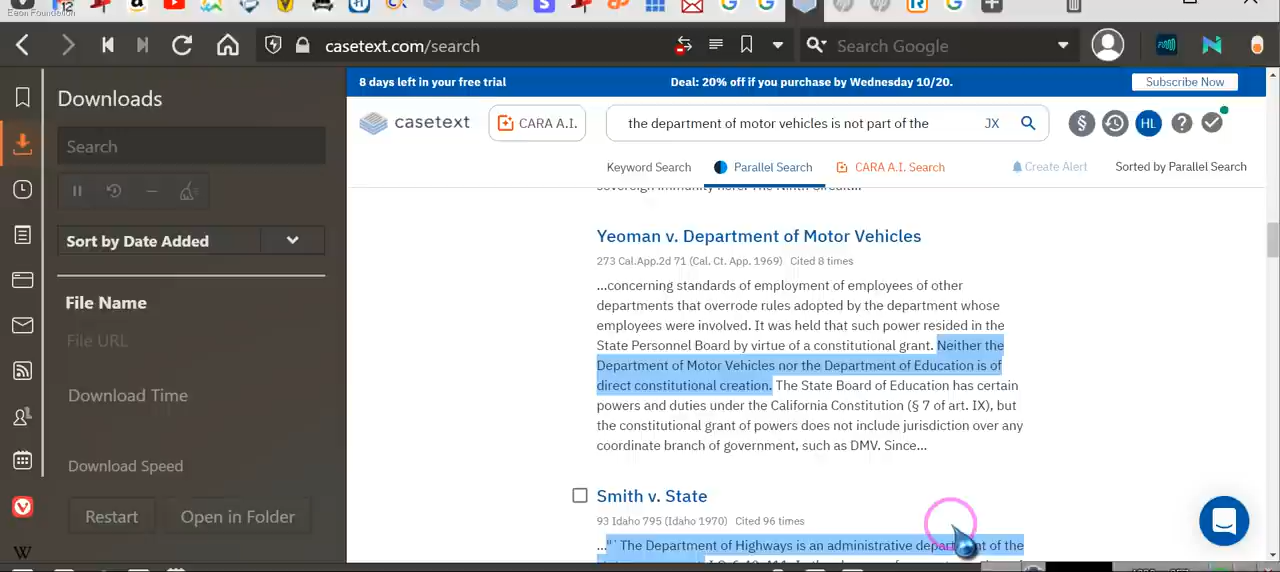 Eeon Foundation
casetext.com/search
Search Google
Downloads
Search
Sort by Date Added
File Name
File URL
Download Time
Download Speed
Restart
Open in Folder
8 days left in your free trial
Deal: 20% off if you purchase by Wednesday 10/20.
Subscribe Now
casetext
CARA A.I.
the department of motor vehicles is not part of the
JX
§
HL
?
Keyword Search
Parallel Search
CARA A.I. Search
Create Alert
Sorted by Parallel Search
sovereign immunity here. The Ninth Circuit...
Yeoman v. Department of Motor Vehicles
273 Cal.App.2d 71 (Cal. Ct. App. 1969) Cited 8 times
...concerning standards of employment of employees of other
departments that overrode rules adopted by the department whose
employees were involved. It was held that such power resided in the
State Personnel Board by virtue of a constitutional grant. Neither the
Department of Motor Vehicles nor the Department of Education is of
direct constitutional creation. The State Board of Education has certain
powers and duties under the California Constitution (§ 7 of art. IX), but
the constitutional grant of powers does not include jurisdiction over any
coordinate branch of government, such as DMV. Since...
Smith v. State
93 Idaho 795 (Idaho 1970) Cited 96 times
..."' The Department of Highways is an administrative department of the